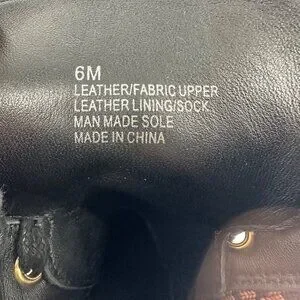 6M
LEATHER/FABRIC UPPER
LEATHER LINING/SOCK
MAN MADE SOLE
MADE IN CHINA